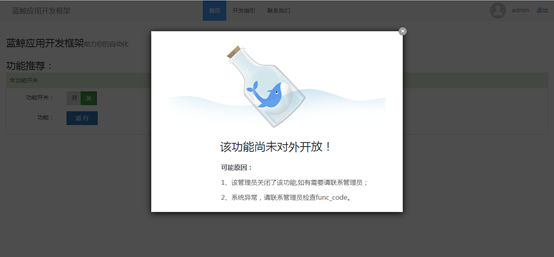 蓝鲸应用开发框架
首页 开发指引 联系我们
admin 退出
蓝鲸应用开发框架助力你的自动化
功能推荐：
功能开关：
开 关
功能： 运 行
该功能尚未对外开放！
可能原因：
1、该管理员关闭了该功能,如有需要请联系管理员；
2、系统异常，请联系管理员检查func_code。